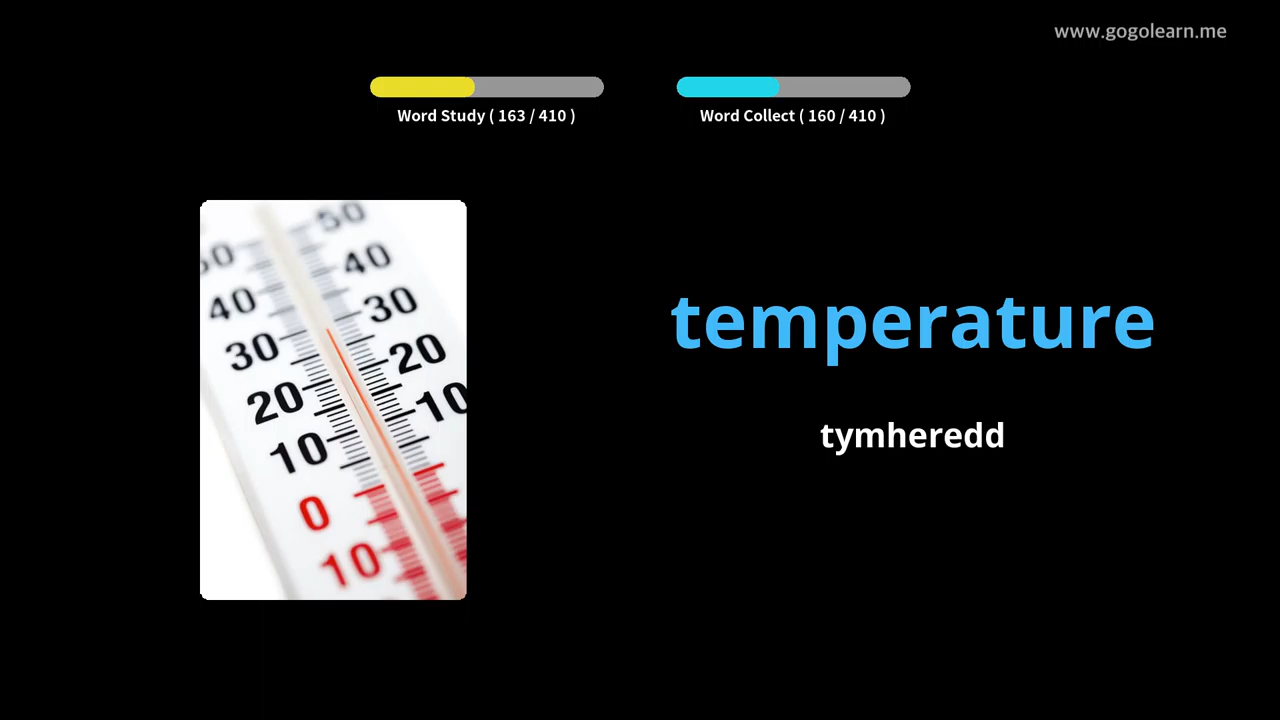 www.gogolearn.me
Word Study ( 163 / 410 )
Word Collect ( 160 / 410 )
50
40
30
20
10
40
30
20
10
0
10
temperature
tymheredd